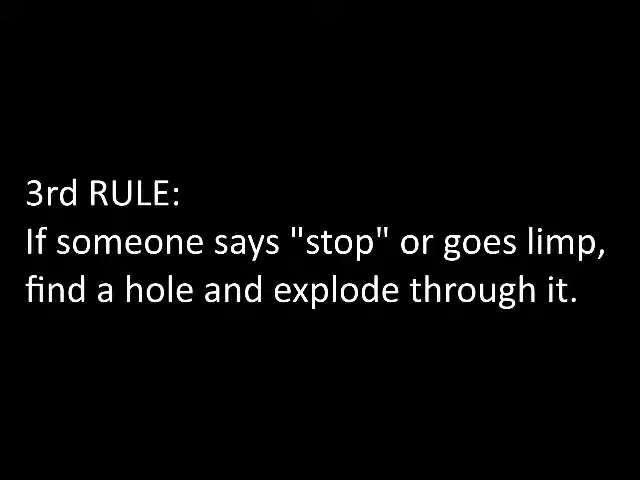 3rd RULE:
If someone says "stop" or goes limp,
find a hole and explode through it.